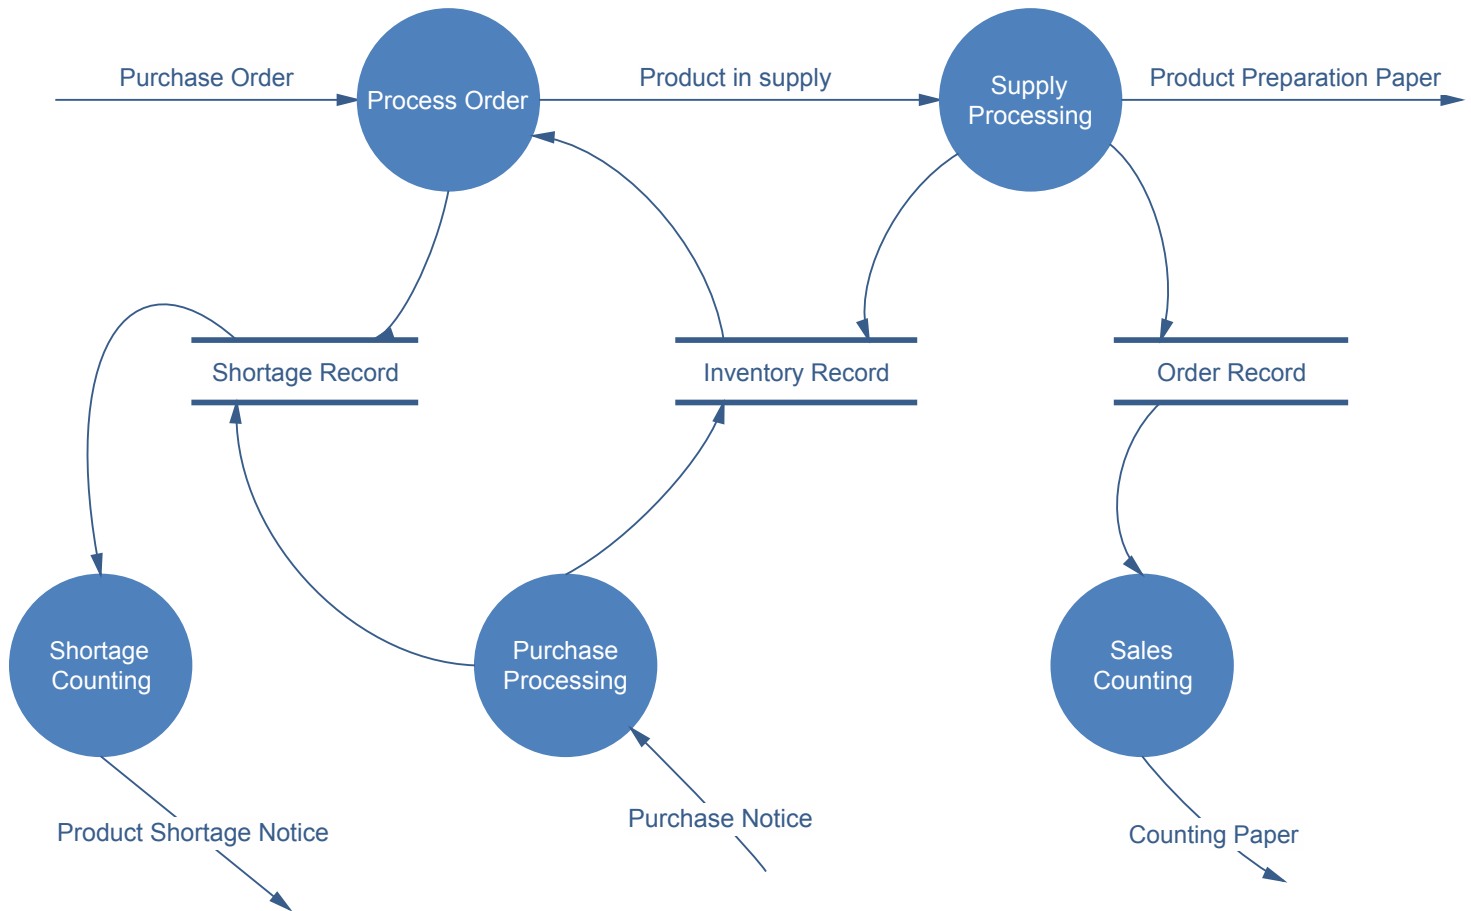 Purchase Order
Process Order
Product in supply
Supply
Processing
Product Preparation Paper
Shortage Record
Inventory Record
Order Record
Shortage
Counting
Purchase
Processing
Sales
Counting
Product Shortage Notice
Purchase Notice
Counting Paper